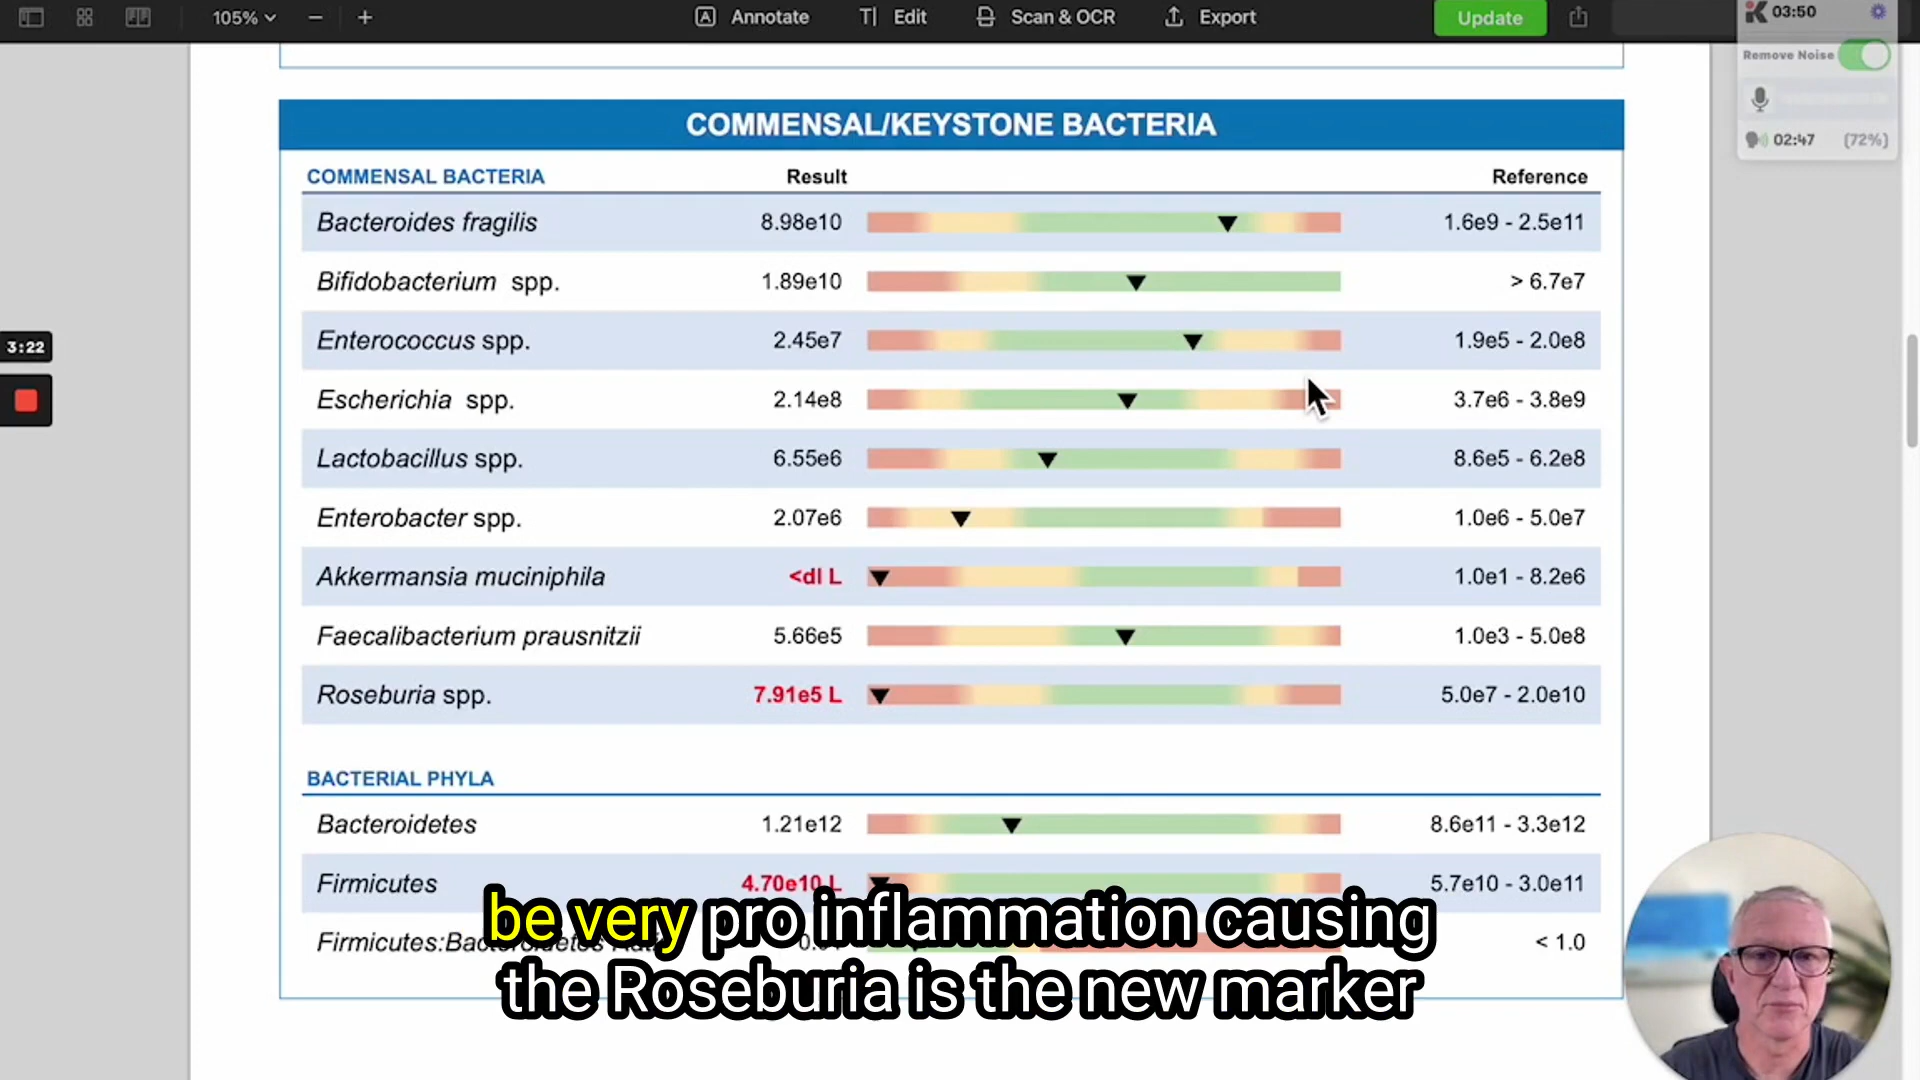 105%
Annotate
Edit
Scan & OCR
Export
Update
03:50
Remove Noise
02:47 (72%)
3:22
COMMENSAL/KEYSTONE BACTERIA
COMMENSAL BACTERIA Result Reference
Bacteroides fragilis 8.98e10 1.6e9 - 2.5e11
Bifidobacterium spp. 1.89e10 > 6.7e7
Enterococcus spp. 2.45e7 1.9e5 - 2.0e8
Escherichia spp. 2.14e8 3.7e6 - 3.8e9
Lactobacillus spp. 6.55e6 8.6e5 - 6.2e8
Enterobacter spp. 2.07e6 1.0e6 - 5.0e7
Akkermansia muciniphila <dl L 1.0e1 - 8.2e6
Faecalibacterium prausnitzii 5.66e5 1.0e3 - 5.0e8
Roseburia spp. 7.91e5 L 5.0e7 - 2.0e10
BACTERIAL PHYLA
Bacteroidetes 1.21e12 8.6e11 - 3.3e12
Firmicutes 4.70e10 L 5.7e10 - 3.0e11
Firmicutes:Bacteroidetes < 1.0
be very pro inflammation causing
the Roseburia is the new marker